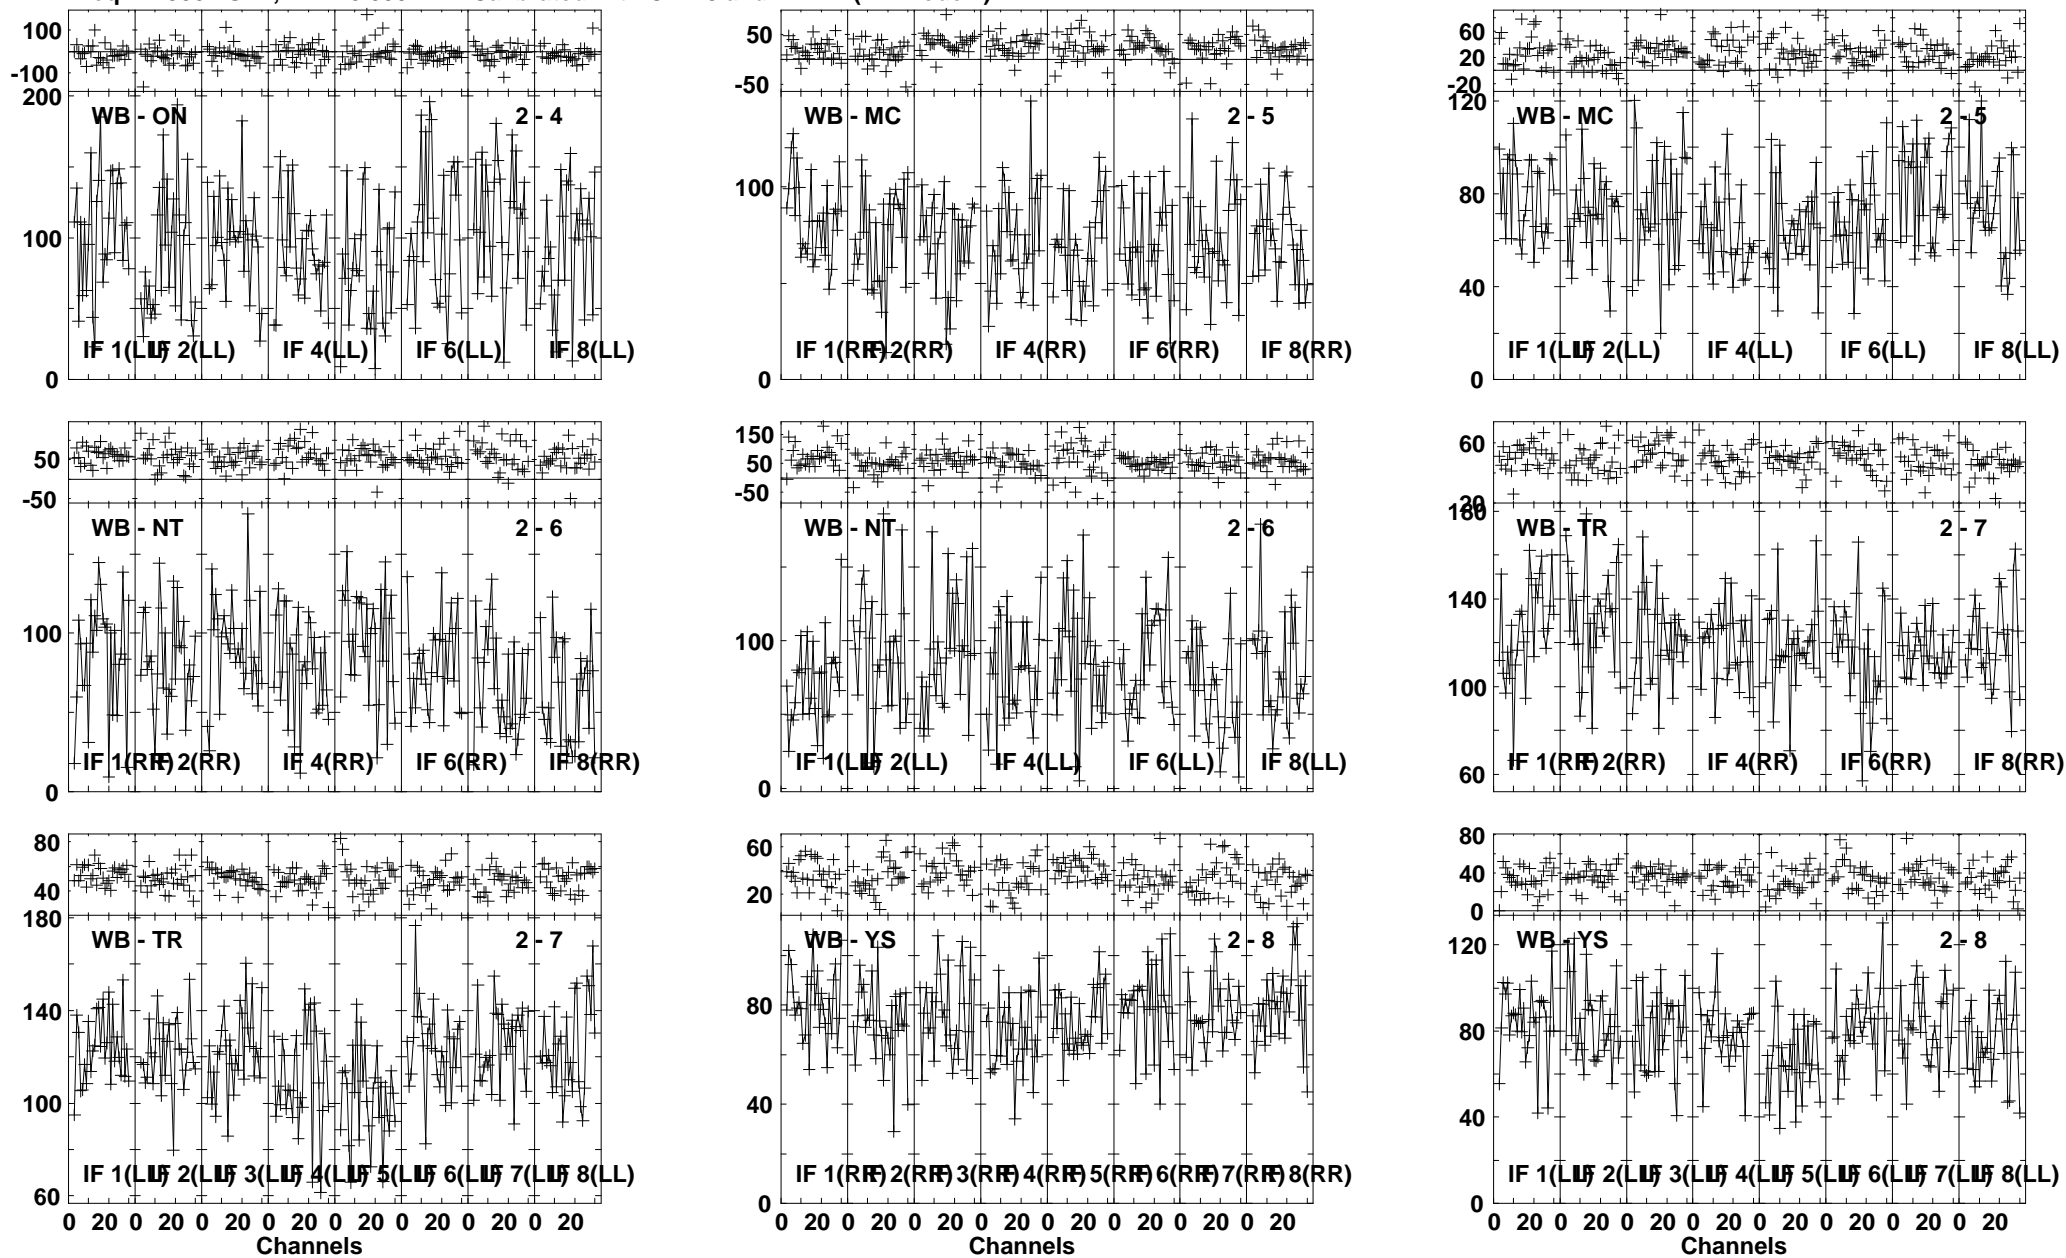 100
-100
200
WB - ON
2 - 4
100
IF 1(LL)
IF 2(LL)
IF 4(LL)
IF 6(LL)
IF 8(LL)
0
50
-50
WB - MC
2 - 5
100
IF 1(RR)
IF 2(RR)
IF 4(RR)
IF 6(RR)
IF 8(RR)
0
60
20
-20
120
WB - MC
2 - 5
80
40
IF 1(LL)
IF 2(LL)
IF 4(LL)
IF 6(LL)
IF 8(LL)
0
50
-50
WB - NT
2 - 6
100
IF 1(RR)
IF 2(RR)
IF 4(RR)
IF 6(RR)
IF 8(RR)
0
150
50
-50
WB - NT
2 - 6
100
IF 1(LL)
IF 2(LL)
IF 4(LL)
IF 6(LL)
IF 8(LL)
0
60
20
180
WB - TR
2 - 7
140
100
IF 1(RR)
IF 2(RR)
IF 4(RR)
IF 6(RR)
IF 8(RR)
60
80
40
180
WB - TR
2 - 7
140
100
IF 1(LL)
IF 2(LL)
IF 3(LL)
IF 4(LL)
IF 5(LL)
IF 6(LL)
IF 7(LL)
IF 8(LL)
60
0 20 0 20 0 20 0 20 0 20 0 20 0 20 0 20
Channels
60
20
WB - YS
2 - 8
80
40
IF 1(RR)
IF 2(RR)
IF 3(RR)
IF 4(RR)
IF 5(RR)
IF 6(RR)
IF 7(RR)
IF 8(RR)
0
0 20 0 20 0 20 0 20 0 20 0 20 0 20 0 20
Channels
80
40
0
120
WB - YS
2 - 8
80
40
IF 1(LL)
IF 2(LL)
IF 3(LL)
IF 4(LL)
IF 5(LL)
IF 6(LL)
IF 7(LL)
IF 8(LL)
0
0 20 0 20 0 20 0 20 0 20 0 20 0 20 0 20
Channels